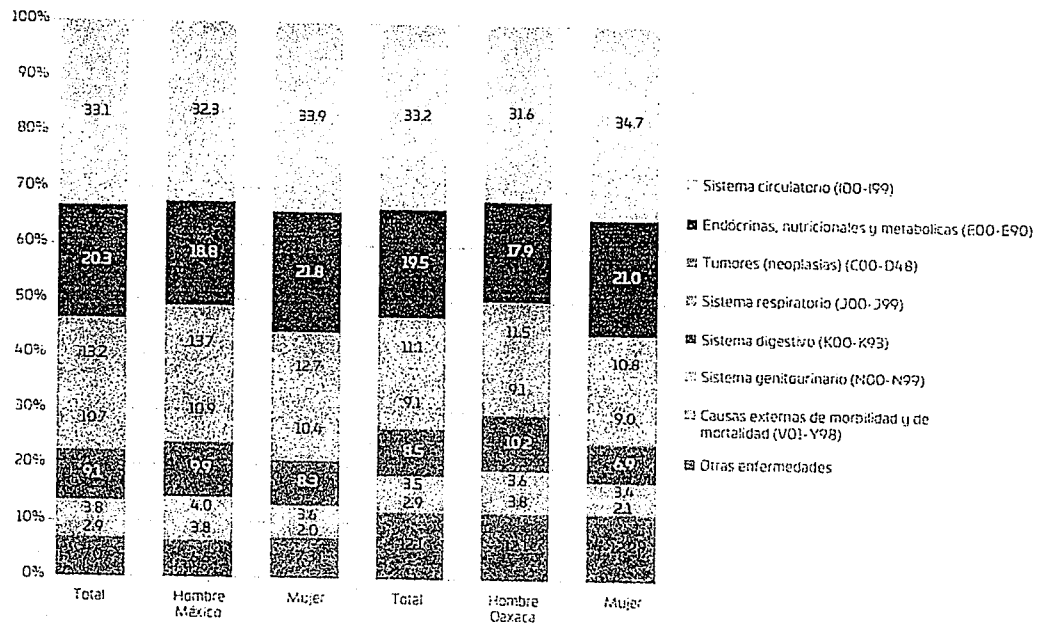 100%
90%
80%
70%
60%
50%
40%
30%
20%
10%
0%
33.1 32.3 33.9 33.2 31.6 34.7
20.3 18.8 21.8 19.5 17.9 21.0
13.2 13.7 12.7 11.1 11.5 10.8
10.7 10.9 10.4 9.1 9.1 9.0
9.1 9.9 8.3 8.5 10.2 6.9
3.8 4.0 3.6 3.5 3.6 3.4
2.9 3.8 2.0 2.9 3.8 2.1
Total Hombre Mujer Total Hombre Mujer
México Oaxaca
Sistema circulatorio (I00-I99)
Endócrinas, nutricionales y metabolicas (E00-E90)
Tumores (neoplasias) (C00-D48)
Sistema respiratorio (J00-J99)
Sistema digestivo (K00-K93)
Sistema genitourinario (N00-N99)
Causas externas de morbilidad y de
mortalidad (V01-Y98)
Otras enfermedades